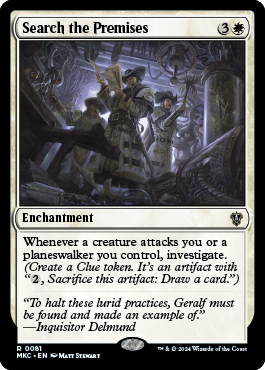 Search the Premises 3
Enchantment
Whenever a creature attacks you or a
planeswalker you control, investigate.
(Create a Clue token. It's an artifact with
“2, Sacrifice this artifact: Draw a card.”)
“To halt these lurid practices, Geralf must
be found and made an example.”
—Inquisitor Delmund
R 0081
MKC • EN Matt Stewart
™ & © 2024 Wizards of the Coast